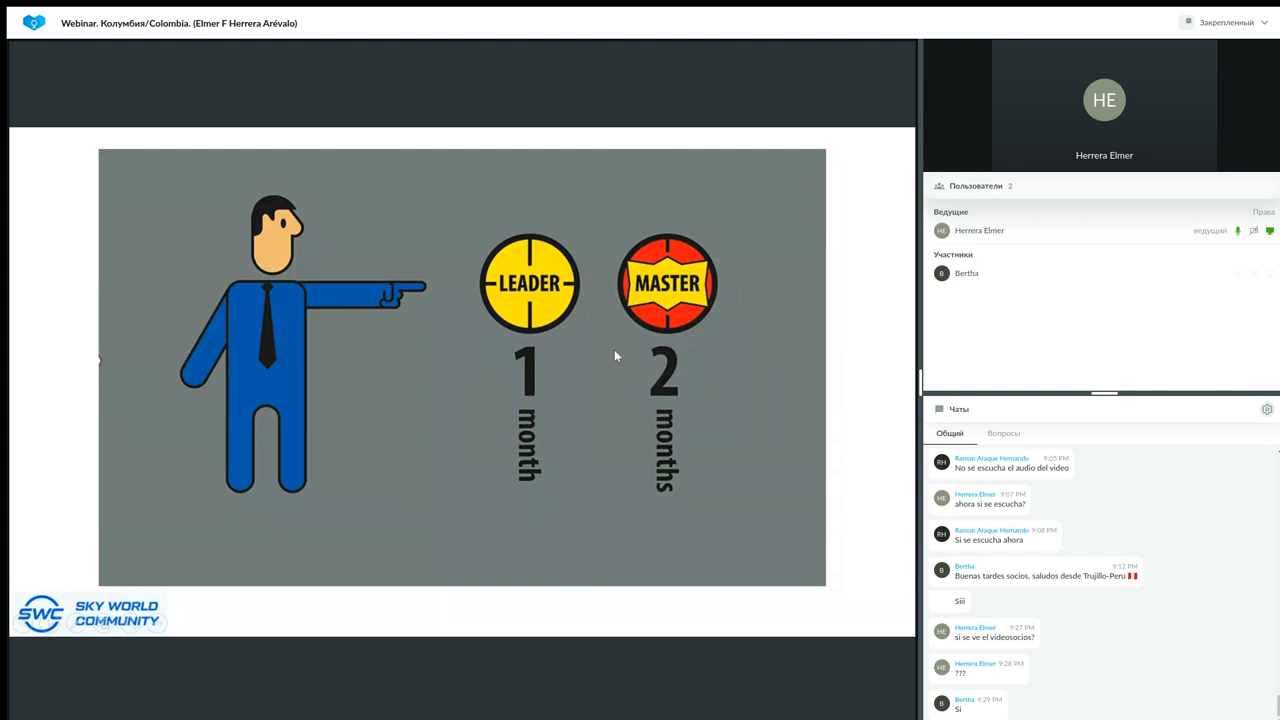 Webinar. Колумбия/Colombia. (Elmer F Herrera Arévalo)
Закрепленный
LEADER
MASTER
1
2
month
months
SWC
SKY WORLD
COMMUNITY
HE
Herrera Elmer
Пользователи 2
Ведущие
Права
HE
Herrera Elmer
ведущий
Участники
B
Bertha
Чаты
Общий
Вопросы
RH
Ramon Araque Hernando 9:05 PM
No sé escucha el audio del video
HE
Herrera Elmer 9:07 PM
ahora si se escucha?
RH
Ramon Araque Hernando 9:08 PM
Si se escucha ahora
B
Bertha 9:12 PM
Buenas tardes socios, saludos desde Trujillo-Peru 🇵🇪
Siii
HE
Herrera Elmer 9:27 PM
si se ve el videosocios?
HE
Herrera Elmer 9:28 PM
???
B
Bertha 9:29 PM
Si